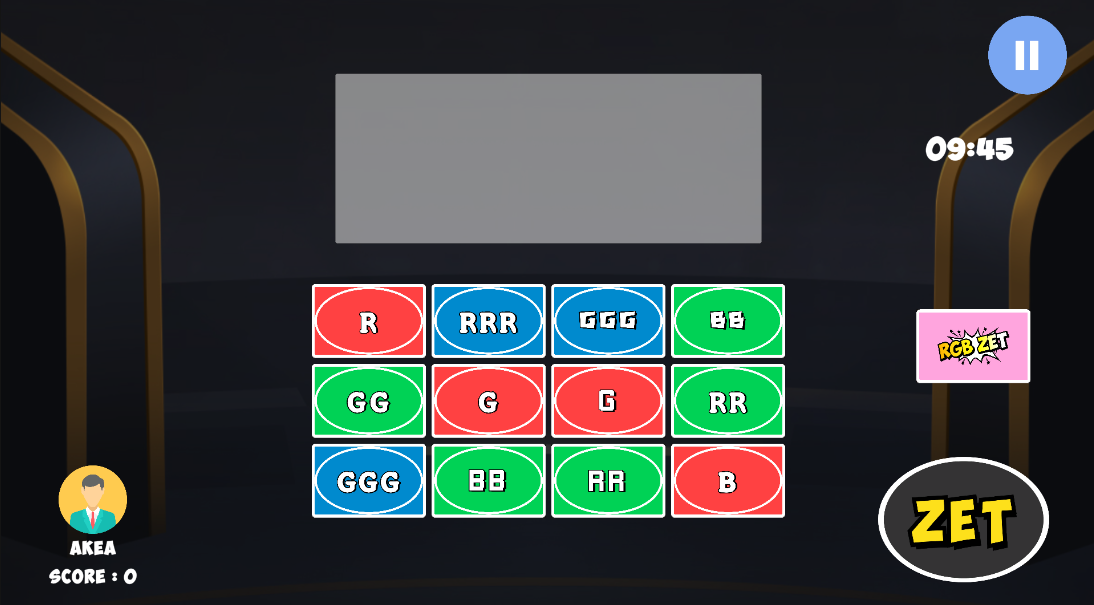 09:45
R RRR GGG BB
RGB ZET
GG G G RR
GGG BB RR B
ZET
AKEA
SCORE : 0